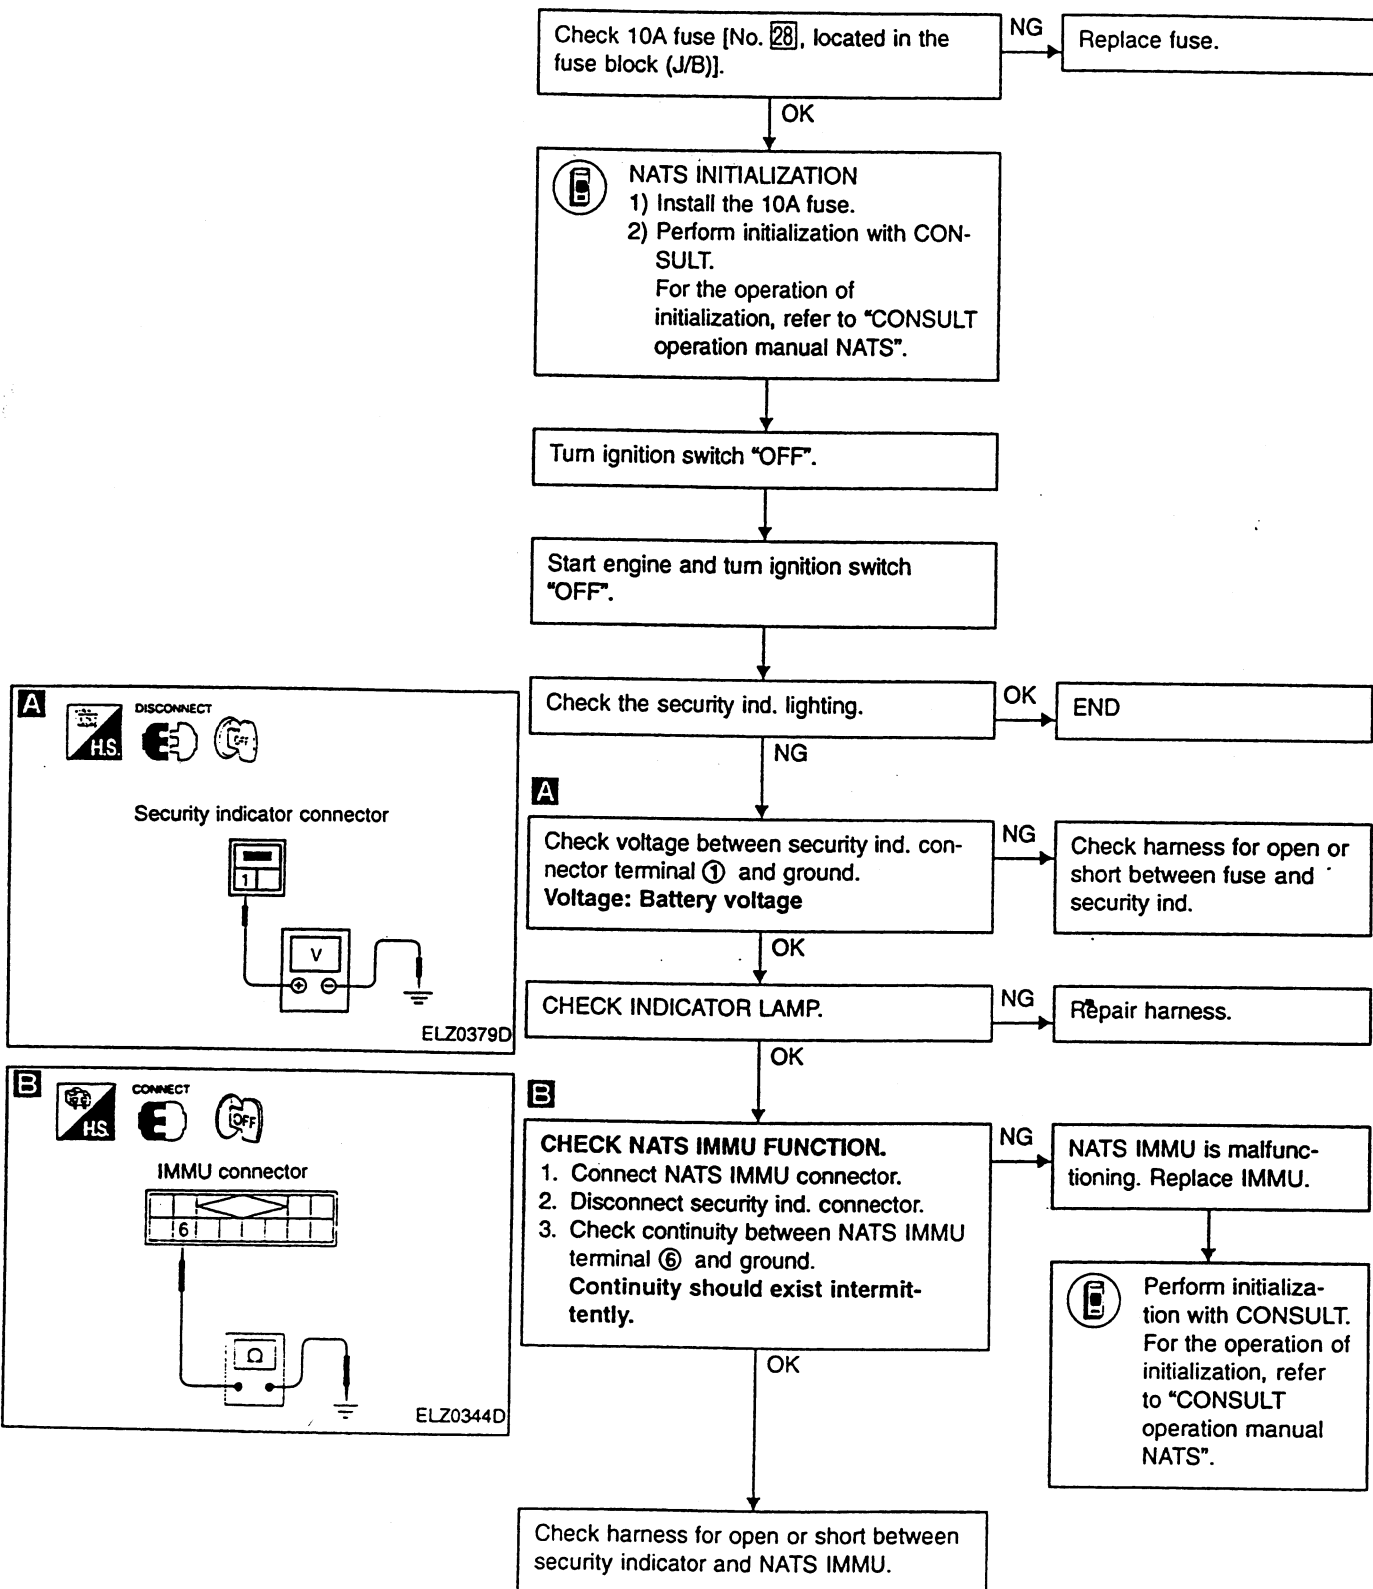 Check 10A fuse [No. 28, located in the
fuse block (J/B)].
NG
Replace fuse.
OK
NATS INITIALIZATION
1) Install the 10A fuse.
2) Perform initialization with CON-
SULT.
For the operation of
initialization, refer to "CONSULT
operation manual NATS".
Turn ignition switch "OFF".
Start engine and turn ignition switch
"OFF".
Check the security ind. lighting.
OK
END
NG
A
Check voltage between security ind. con-
nector terminal ① and ground.
Voltage: Battery voltage
NG
Check harness for open or
short between fuse and
security ind.
OK
CHECK INDICATOR LAMP.
NG
Repair harness.
OK
B
CHECK NATS IMMU FUNCTION.
1. Connect NATS IMMU connector.
2. Disconnect security ind. connector.
3. Check continuity between NATS IMMU
terminal ⑥ and ground.
Continuity should exist intermit-
tently.
NG
NATS IMMU is malfunc-
tioning. Replace IMMU.
Perform initializa-
tion with CONSULT.
For the operation of
initialization, refer
to "CONSULT
operation manual
NATS".
OK
Check harness for open or short between
security indicator and NATS IMMU.
A
DISCONNECT
H.S.
OFF
Security indicator connector
1
V
ELZ0379D
B
CONNECT
H.S.
OFF
IMMU connector
6
Ω
ELZ0344D